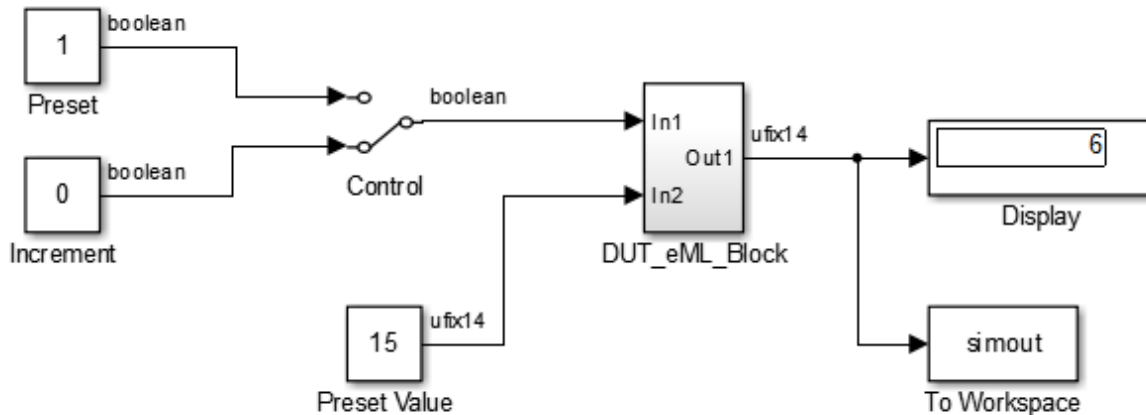 boolean
1
Preset
boolean
In1
ufix14
Out1
6
Display
boolean
0
Increment
Control
In2
DUT_eML_Block
ufix14
15
Preset Value
simout
To Workspace